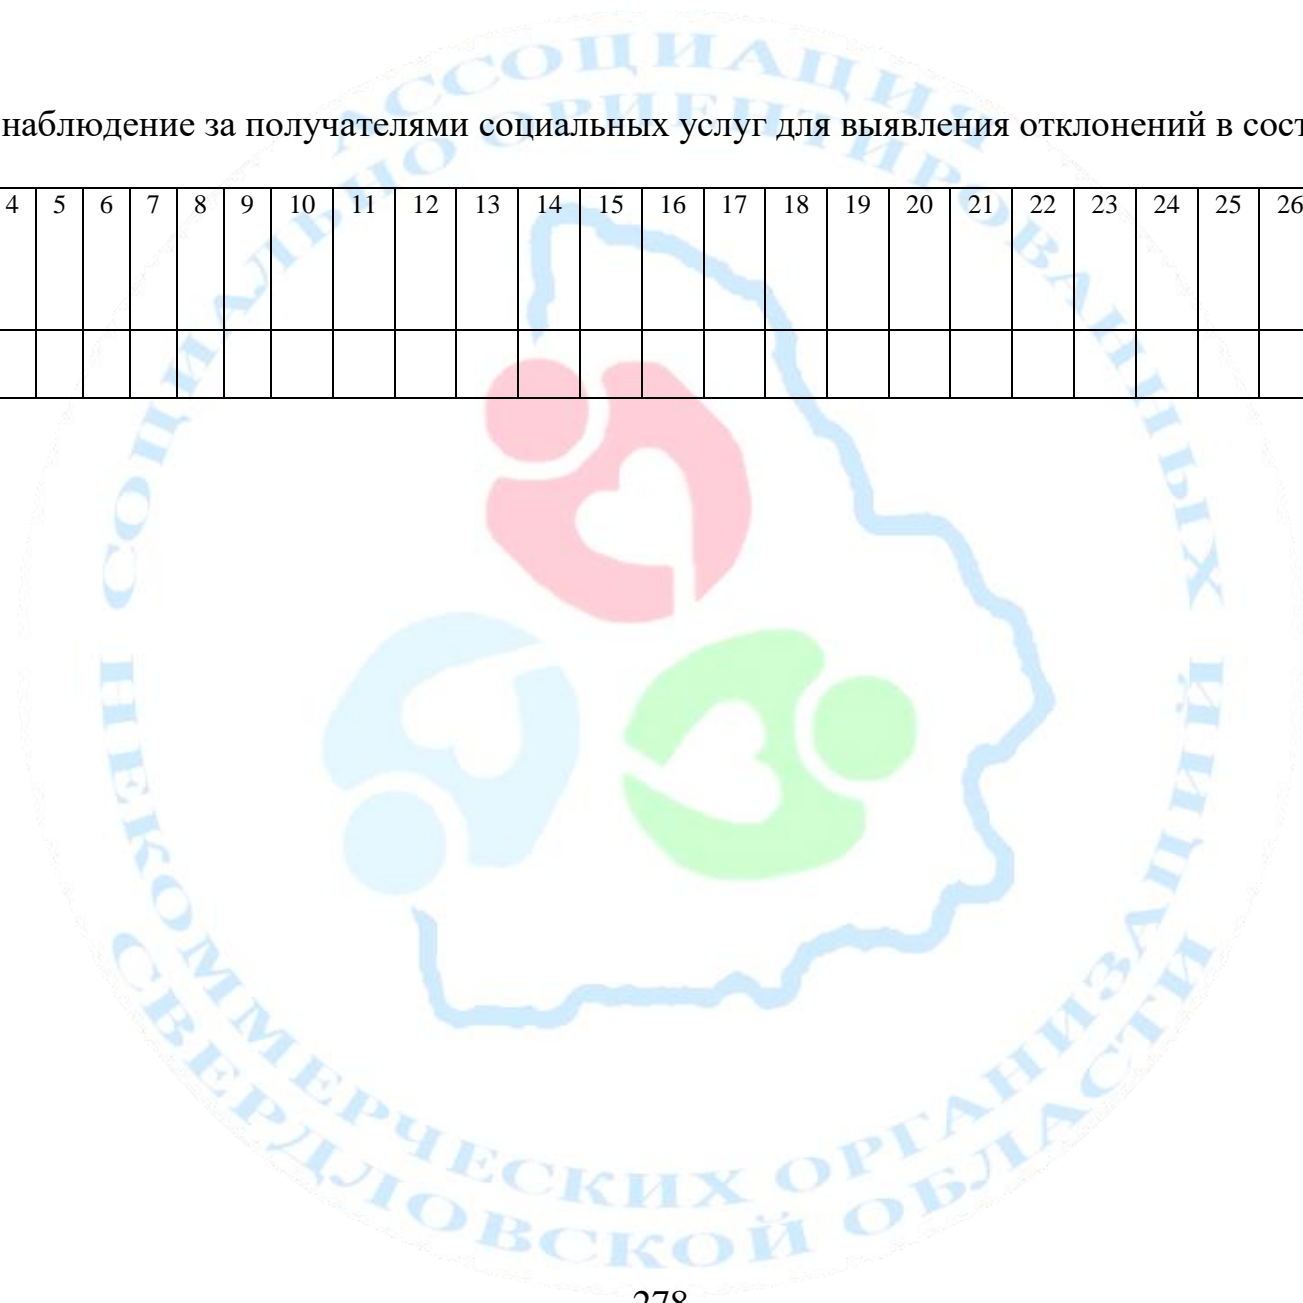 АССОЦИАЦИЯ
СОЦИАЛЬНО ОРИЕНТИРОВАННЫХ
наблюдение за получателями социальных услуг для выявления отклонений в сост
4 5 6 7 8 9 10 11 12 13 14 15 16 17 18 19 20 21 22 23 24 25 26
НЕКОММЕРЧЕСКИХ ОРГАНИЗАЦИЙ
СВЕРДЛОВСКОЙ ОБЛАСТИ
278